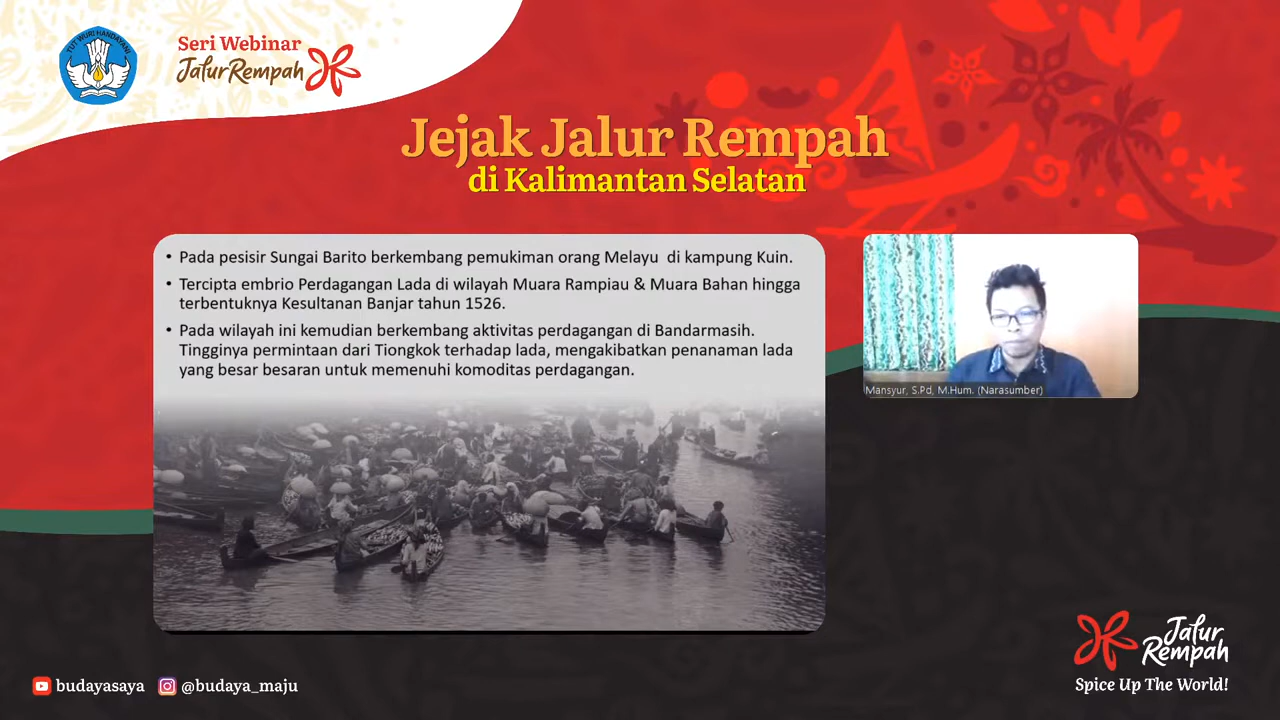 TUT WURI HANDAYANI
Seri Webinar
Jalur Rempah
Jejak Jalur Rempah
di Kalimantan Selatan
• Pada pesisir Sungai Barito berkembang pemukiman orang Melayu di kampung Kuin.
• Tercipta embrio Perdagangan Lada di wilayah Muara Rampiau & Muara Bahan hingga
terbentuknya Kesultanan Banjar tahun 1526.
• Pada wilayah ini kemudian berkembang aktivitas perdagangan di Bandarmasih.
Tingginya permintaan dari Tiongkok terhadap lada, mengakibatkan penanaman lada
yang besar besaran untuk memenuhi komoditas perdagangan.
Mansyur, S.Pd, M.Hum. (Narasumber)
Jalur
Rempah
Spice Up The World!
budayasaya
@budaya_maju